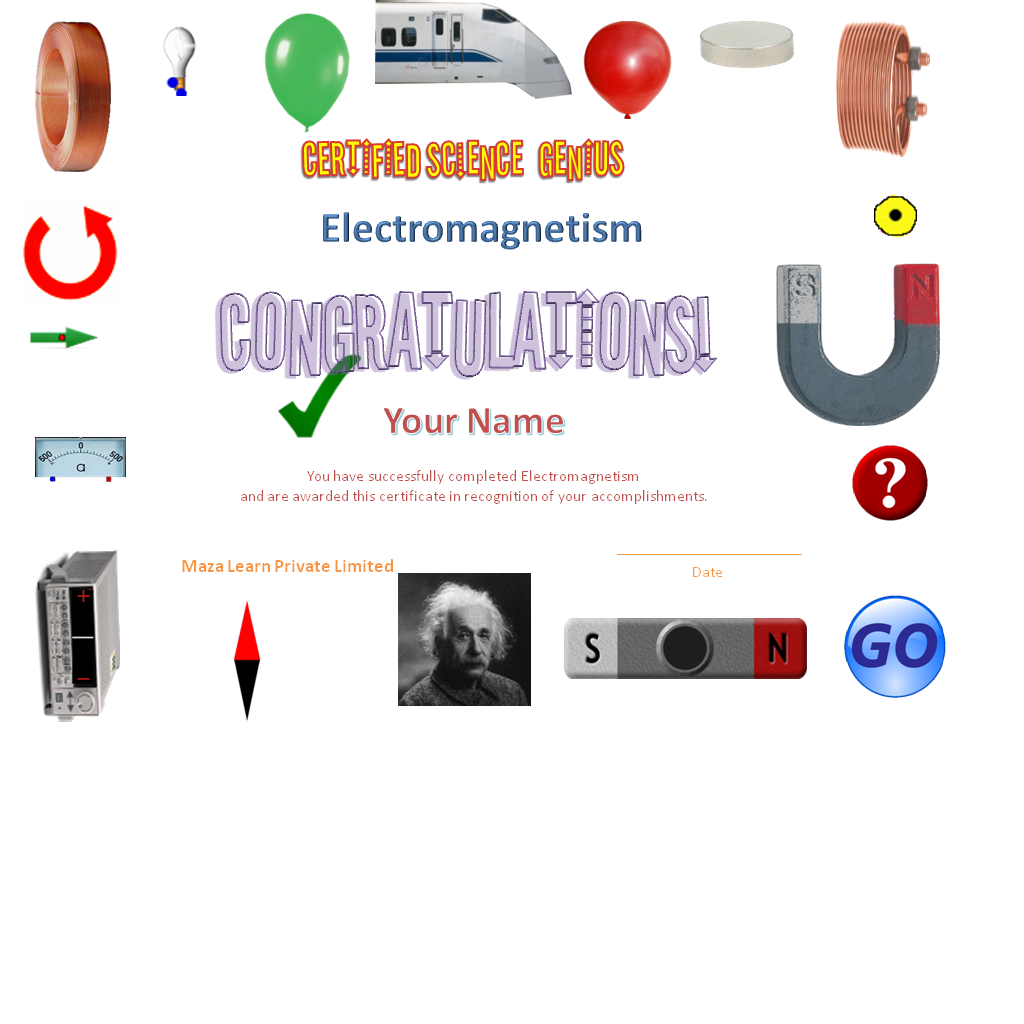 CERTIFIED SCIENCE GENIUS
Electromagnetism
CONGRATULATIONS!
S N
Your Name
500 0 500
a
You have successfully completed Electromagnetism
and are awarded this certificate in recognition of your accomplishments.
?
Maza Learn Private Limited
Date
+
−
S N
GO